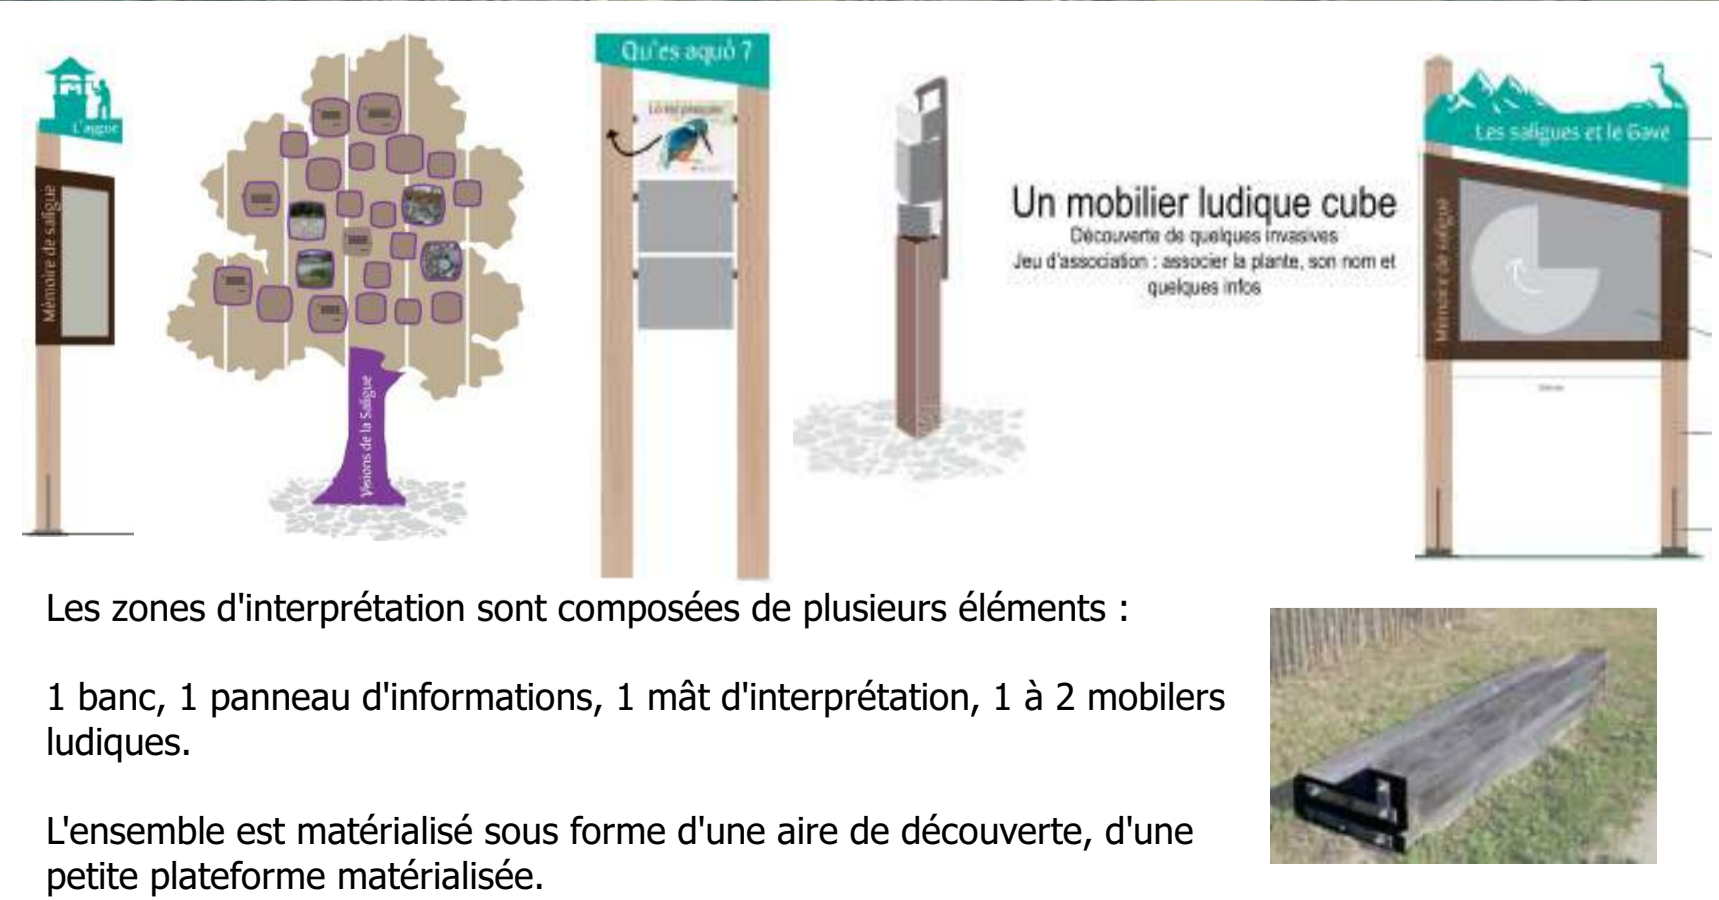 L'aygue
Mémoire de saligue
Visions de la Saligue
Qu'es aquò ?
Un mobilier ludique cube
Découverte de quelques invasives
Jeu d'association : associer la plante, son nom et
quelques infos
Les saligues et le Gave
Mémoire de saligue
Les zones d'interprétation sont composées de plusieurs éléments :
1 banc, 1 panneau d'informations, 1 mât d'interprétation, 1 à 2 mobilers
ludiques.
L'ensemble est matérialisé sous forme d'une aire de découverte, d'une
petite plateforme matérialisée.